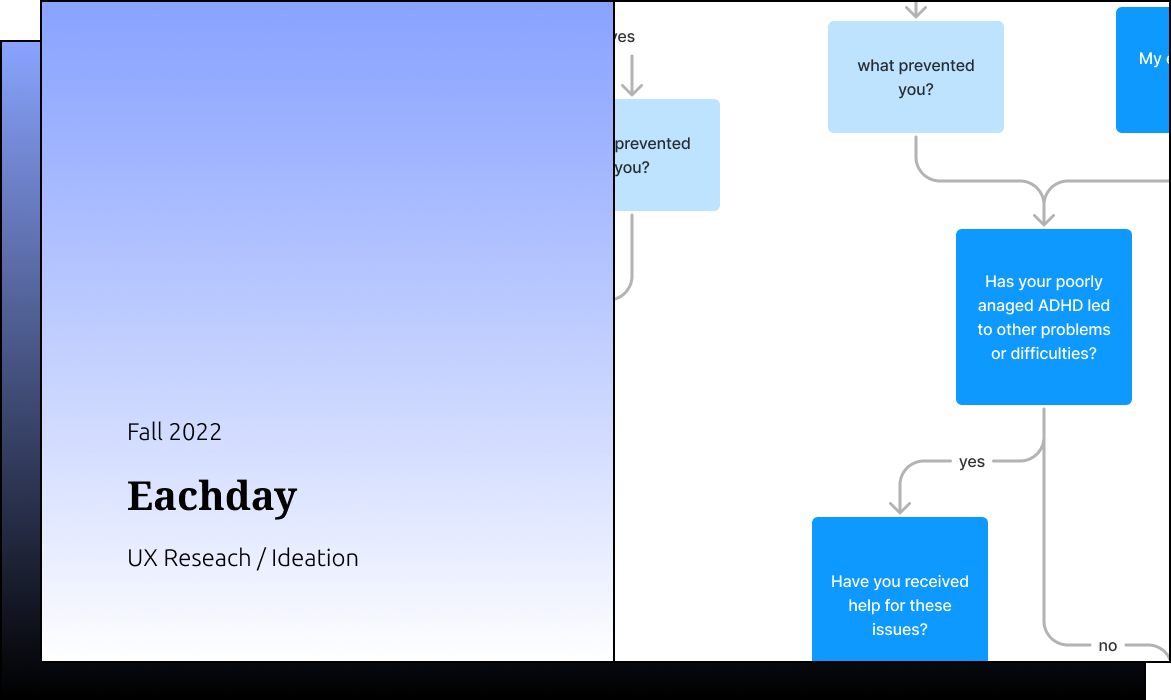 Fall 2022
Eachday
UX Reseach / Ideation
yes
prevented
you?
what prevented
you?
My
Has your poorly
anaged ADHD led
to other problems
or difficulties?
yes
Have you received
help for these
issues?
no